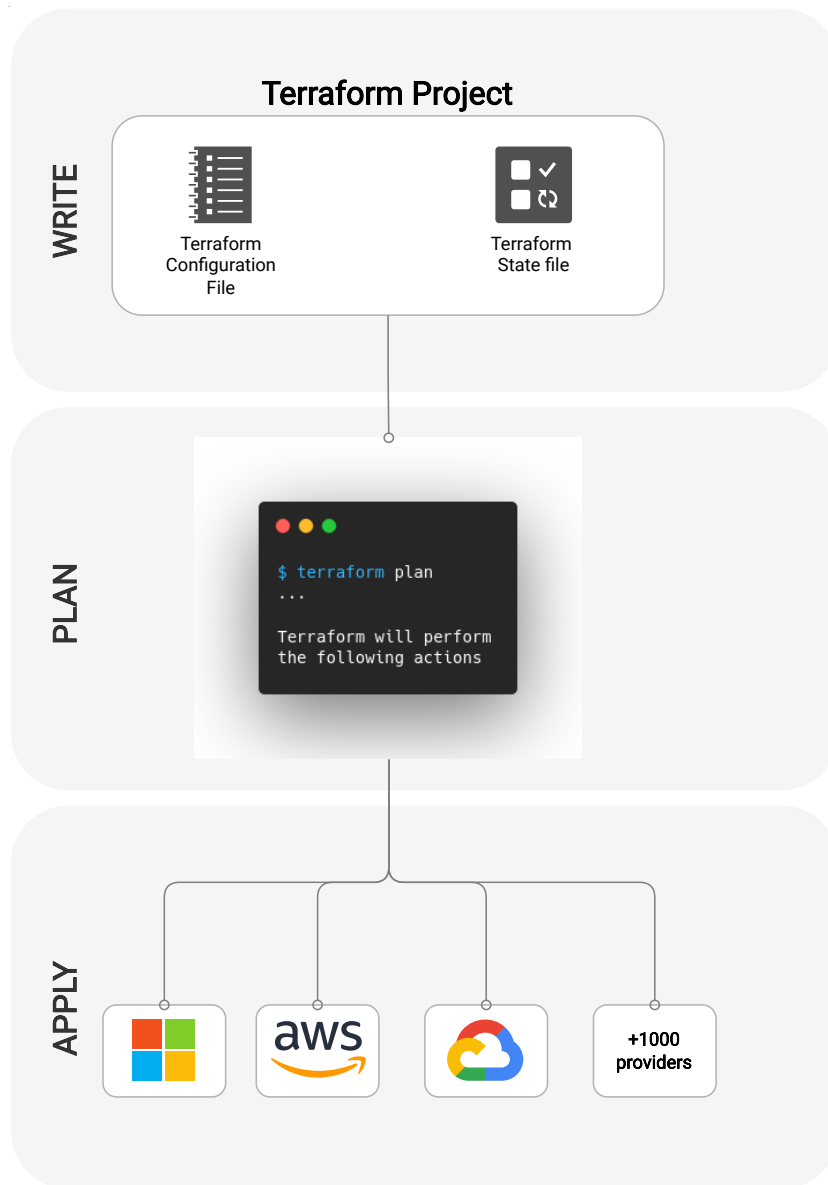 Terraform Project
WRITE
Terraform
Configuration
File
Terraform
State file
PLAN
$ terraform plan
...
Terraform will perform
the following actions
APPLY
aws
+1000
providers